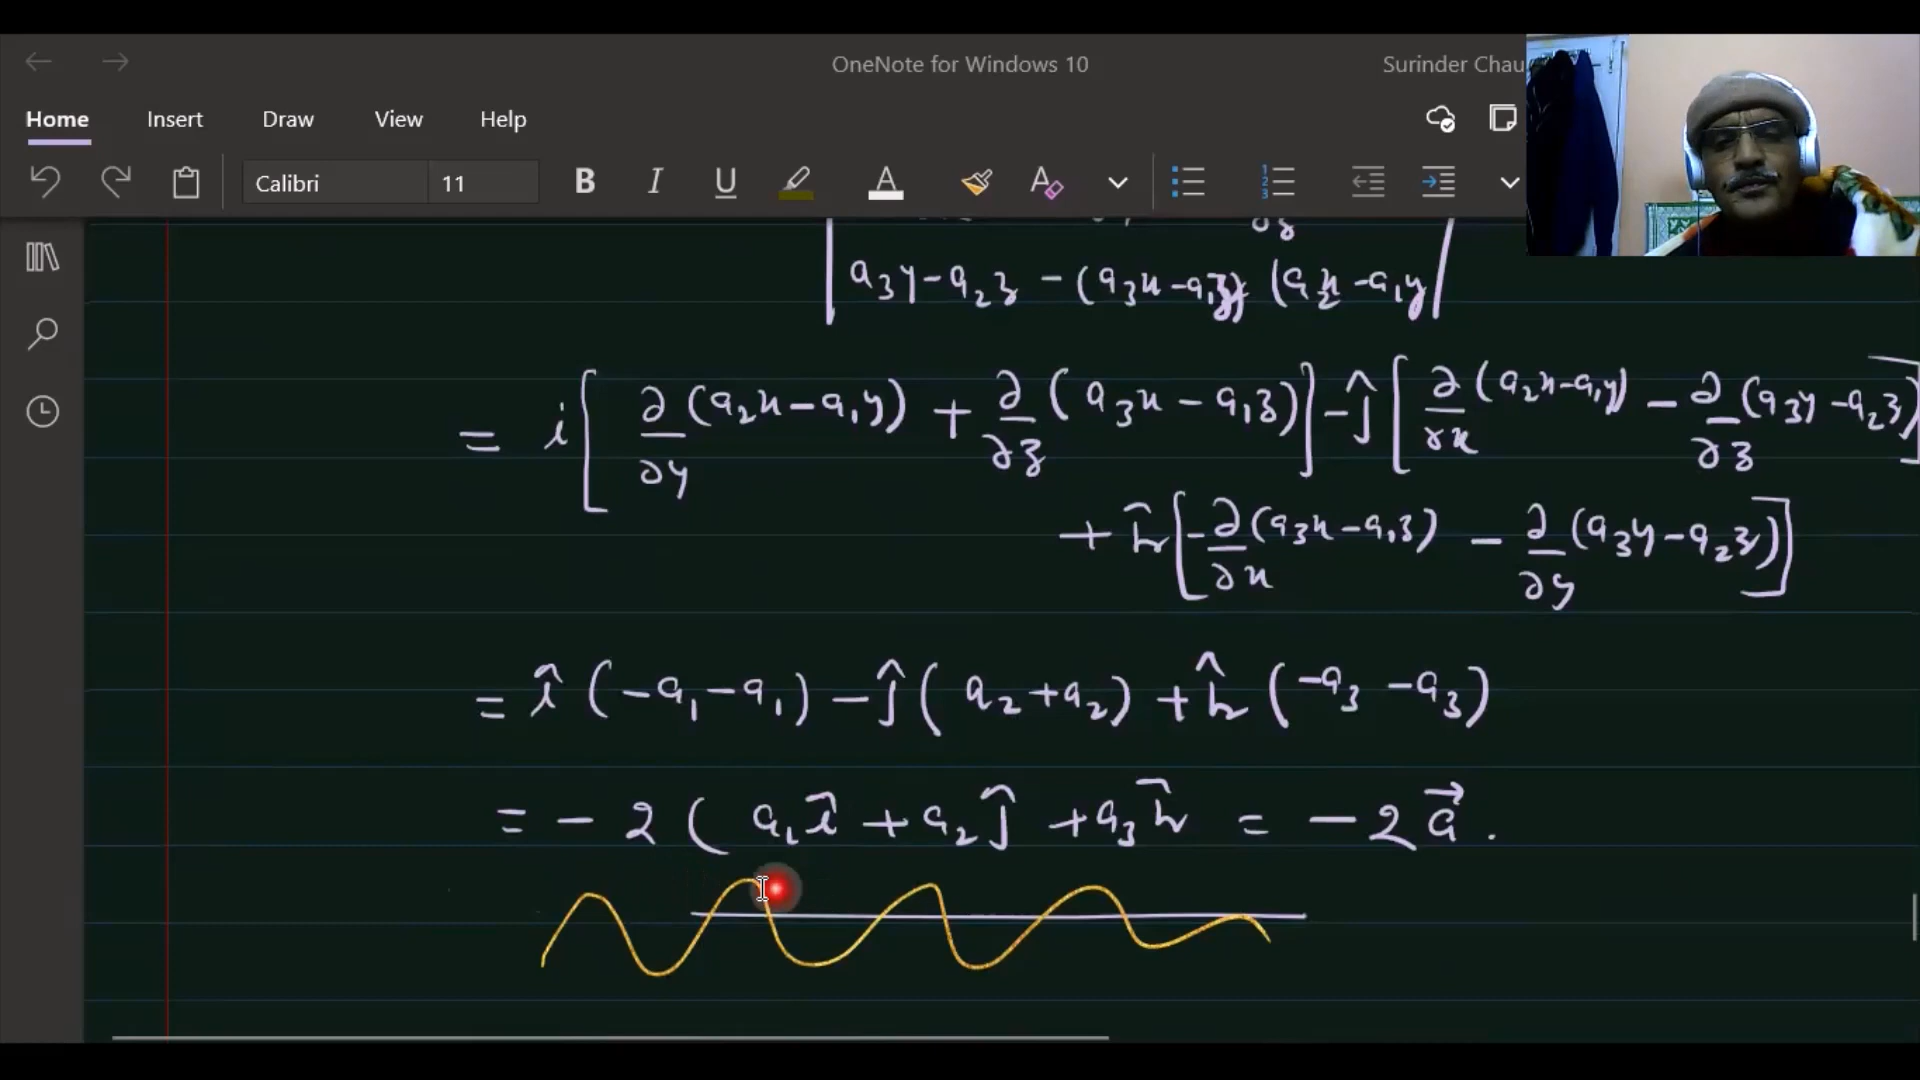 OneNote for Windows 10
Surinder Chau
Home Insert Draw View Help
Calibri 11 B I U A A
∂z
a₃y-a₂z -(a₃x-a₁z) (a₂x-a₁y
= i[∂/∂y (a₂x-a₁y) + ∂/∂z (a₃x-a₁z)] - ĵ [∂/∂x (a₂x-a₁y) - ∂/∂z (a₃y-a₂z)]
+ k̂ [-∂/∂x (a₃x-a₁z) - ∂/∂y (a₃y-a₂z)]
= î (-a₁-a₁) - ĵ (a₂+a₂) + k̂ (-a₃-a₃)
= -2 (a₁î + a₂ĵ + a₃k̂ = -2a⃗.